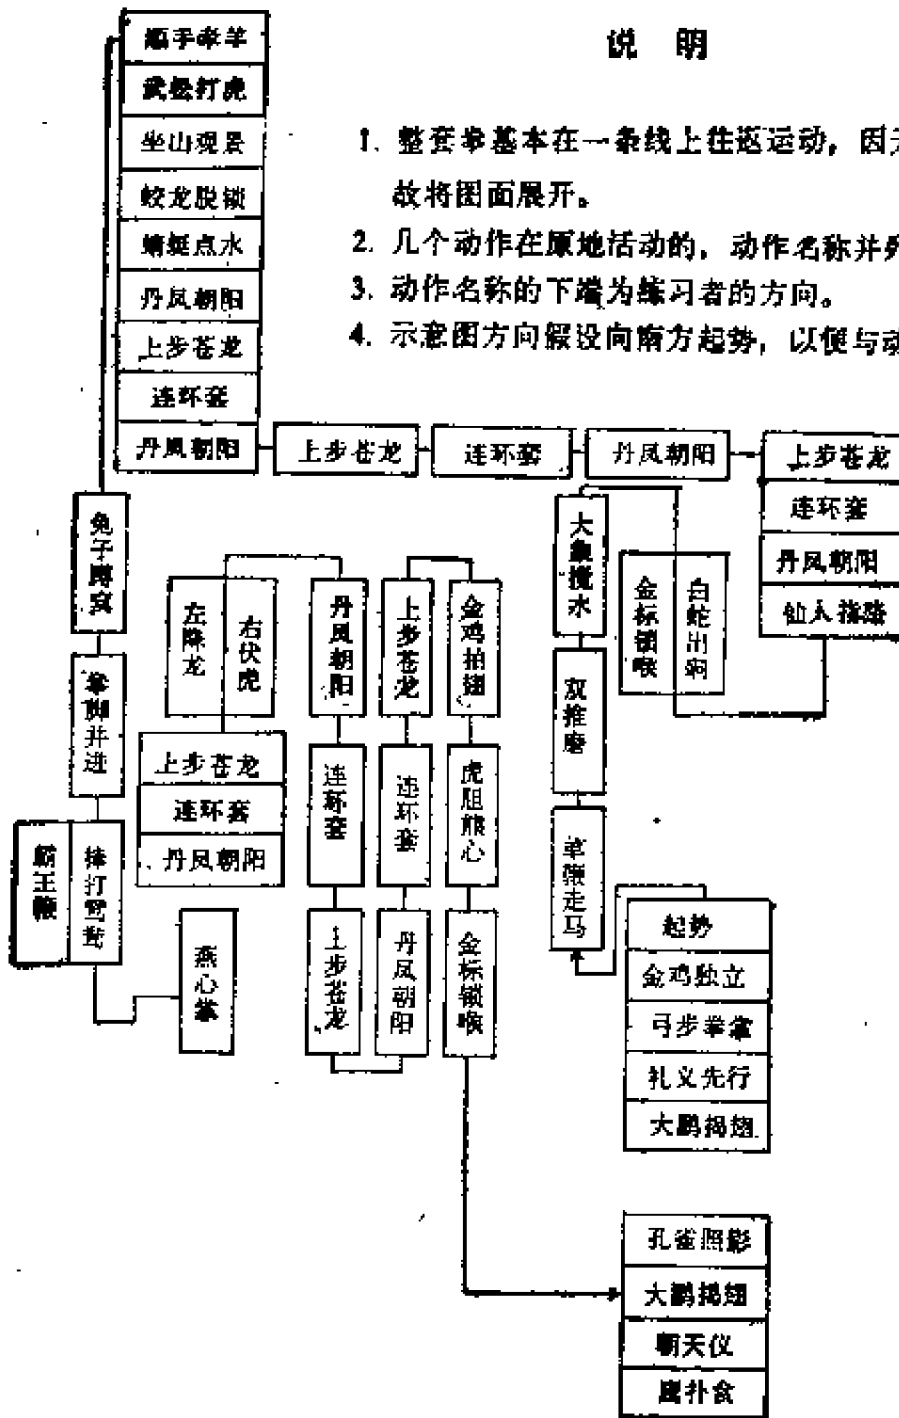 说 明
1. 整套拳基本在一条线上往返运动，因
故将图面展开。
2. 几个动作在原地活动的，动作名称并列
3. 动作名称的下端为练习者的方向。
4. 示意图方向假设向南方起势，以便与动
顺手牵羊
武松打虎
坐山观景
蛟龙脱锁
蜻蜓点水
丹凤朝阳
上步苍龙
连环套
丹凤朝阳
上步苍龙
连环套
丹凤朝阳
上步苍龙
连环套
丹凤朝阳
仙人指路
兔子蹲窝
掌脚并进
霸王鞭
棒打鸳鸯
燕心掌
左降龙
右伏虎
上步苍龙
连环套
丹凤朝阳
丹凤朝阳
连环套
上步苍龙
上步苍龙
连环套
丹凤朝阳
金鸡拍翅
虎胆熊心
金标锁喉
大象搅水
双推磨
单鞭走马
金标锁喉
白蛇出洞
起势
金鸡独立
弓步拳掌
礼义先行
大鹏揭翅
孔雀照影
大鹏揭翅
朝天仪
鹰扑食